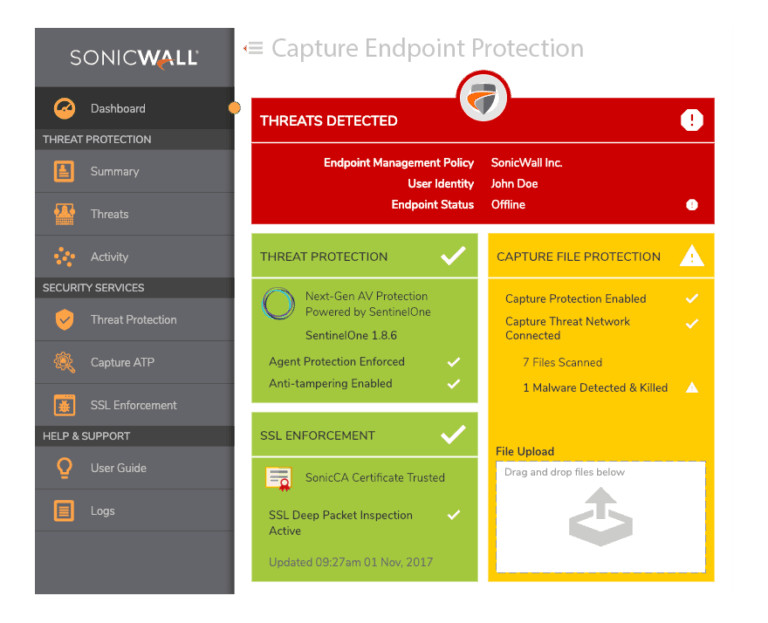 SONICWALL
Capture Endpoint Protection
Dashboard
THREAT PROTECTION
Summary
Threats
Activity
SECURITY SERVICES
Threat Protection
Capture ATP
SSL Enforcement
HELP & SUPPORT
User Guide
Logs
THREATS DETECTED
Endpoint Management Policy SonicWall Inc.
User Identity John Doe
Endpoint Status Offline
THREAT PROTECTION
Next-Gen AV Protection
Powered by SentinelOne
SentinelOne 1.8.6
Agent Protection Enforced
Anti-tampering Enabled
CAPTURE FILE PROTECTION
Capture Protection Enabled
Capture Threat Network
Connected
7 Files Scanned
1 Malware Detected & Killed
SSL ENFORCEMENT
SonicCA Certificate Trusted
SSL Deep Packet Inspection
Active
Updated 09:27am 01 Nov, 2017
File Upload
Drag and drop files below